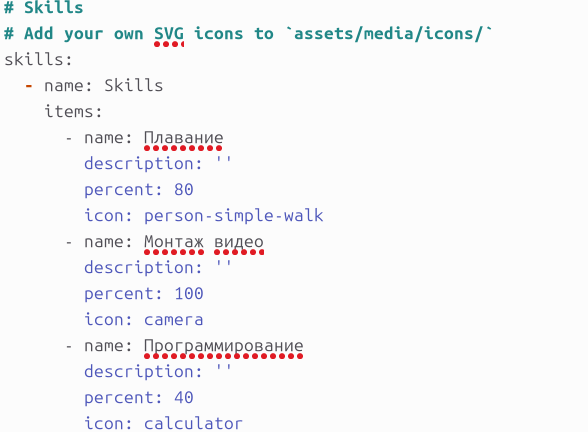 # Skills
# Add your own SVG icons to `assets/media/icons/`
skills:
  - name: Skills
    items:
      - name: Плавание
        description: ''
        percent: 80
        icon: person-simple-walk
      - name: Монтаж видео
        description: ''
        percent: 100
        icon: camera
      - name: Программирование
        description: ''
        percent: 40
        icon: calculator